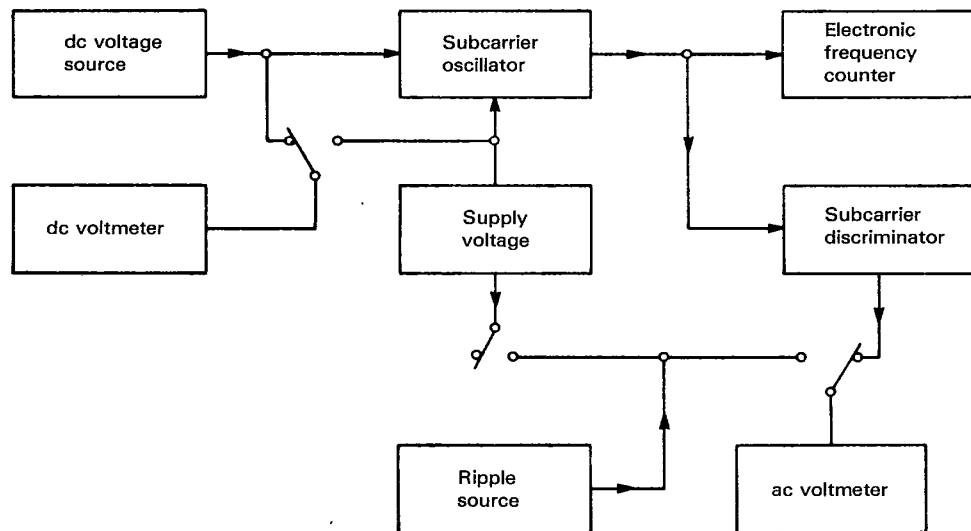 dc voltage
source
Subcarrier
oscillator
Electronic
frequency
counter
dc voltmeter
Supply
voltage
Subcarrier
discriminator
Ripple
source
ac voltmeter